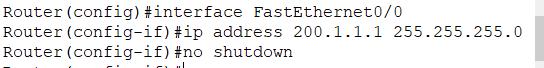 Router(config)#interface FastEthernet0/0
Router(config-if)#ip address 200.1.1.1 255.255.255.0
Router(config-if)#no shutdown